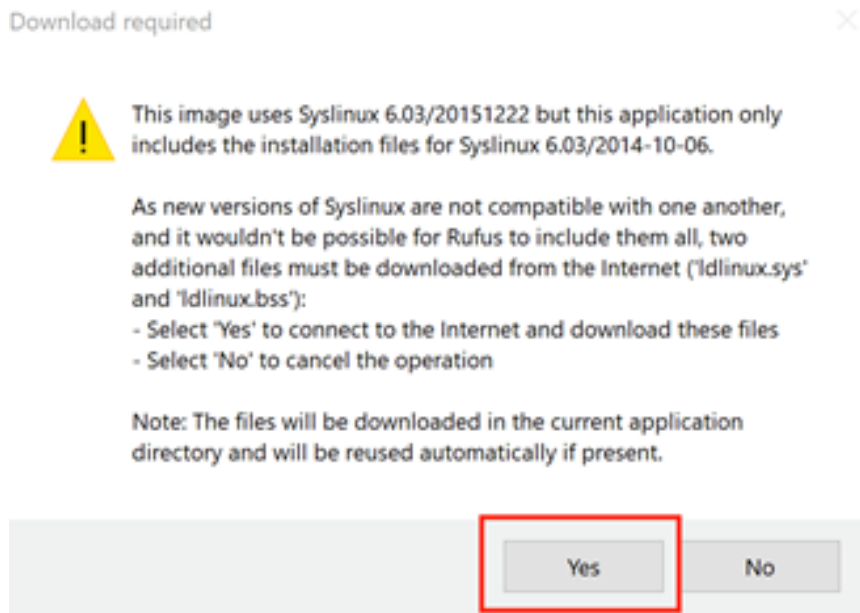 Download required
This image uses Syslinux 6.03/20151222 but this application only
includes the installation files for Syslinux 6.03/2014-10-06.
As new versions of Syslinux are not compatible with one another,
and it wouldn't be possible for Rufus to include them all, two
additional files must be downloaded from the Internet ('ldlinux.sys'
and 'ldlinux.bss'):
- Select 'Yes' to connect to the Internet and download these files
- Select 'No' to cancel the operation
Note: The files will be downloaded in the current application
directory and will be reused automatically if present.
Yes No